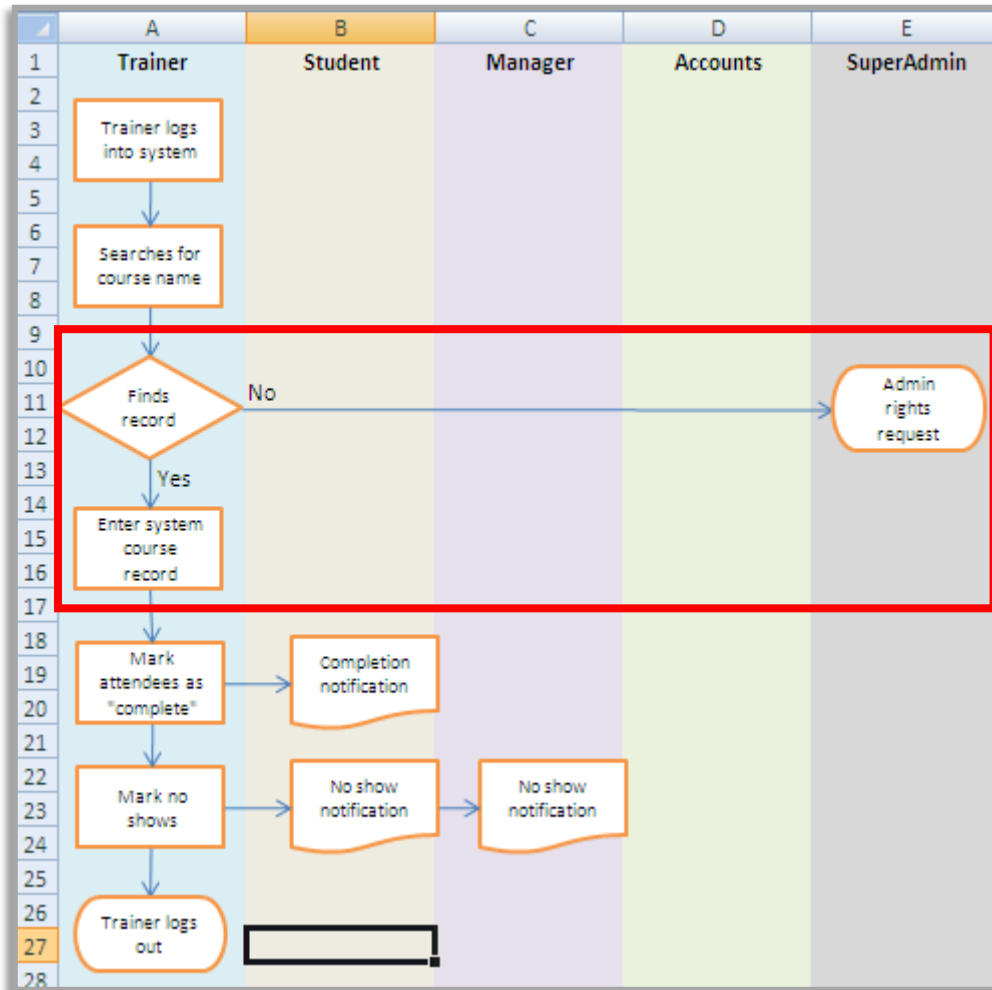 A B C D E
1 Trainer Student Manager Accounts SuperAdmin
2
3 Trainer logs
into system
4
5
6
Searches for
7
course name
8
9
10
Finds
record
No
Admin
rights
request
11
12
13
Yes
14
Enter system
course
record
15
16
17
18
Mark
attendees as
"complete"
Completion
notification
19
20
21
22
Mark no
shows
No show
notification
No show
notification
23
24
25
26
Trainer logs
out
27
28